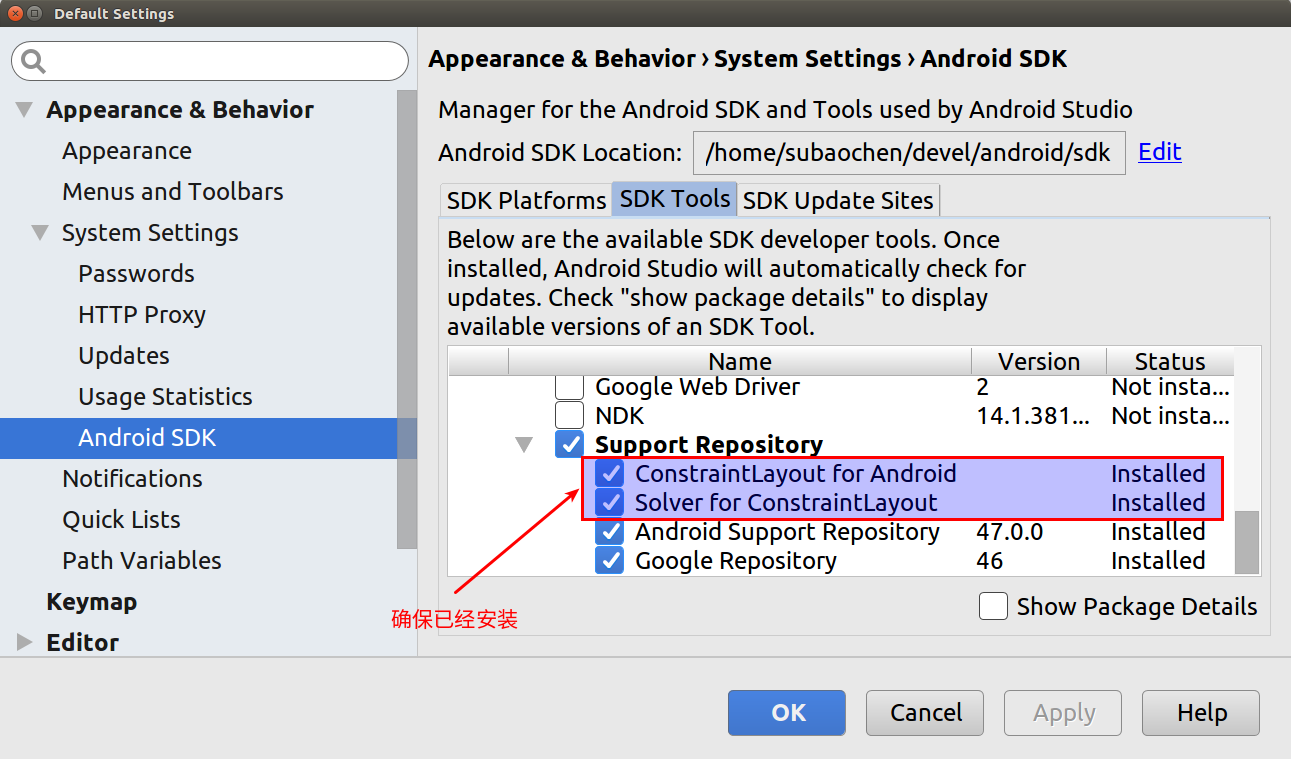 Default Settings
Appearance & Behavior
Appearance
Menus and Toolbars
System Settings
Passwords
HTTP Proxy
Updates
Usage Statistics
Android SDK
Notifications
Quick Lists
Path Variables
Keymap
Editor
Appearance & Behavior › System Settings › Android SDK
Manager for the Android SDK and Tools used by Android Studio
Android SDK Location: /home/subaochen/devel/android/sdk Edit
SDK Platforms SDK Tools SDK Update Sites
Below are the available SDK developer tools. Once
installed, Android Studio will automatically check for
updates. Check "show package details" to display
available versions of an SDK Tool.
Name Version Status
Google Web Driver 2 Not insta...
NDK 14.1.381... Not insta...
Support Repository
ConstraintLayout for Android Installed
Solver for ConstraintLayout Installed
Android Support Repository 47.0.0 Installed
Google Repository 46 Installed
确保已经安装
Show Package Details
OK Cancel Apply Help